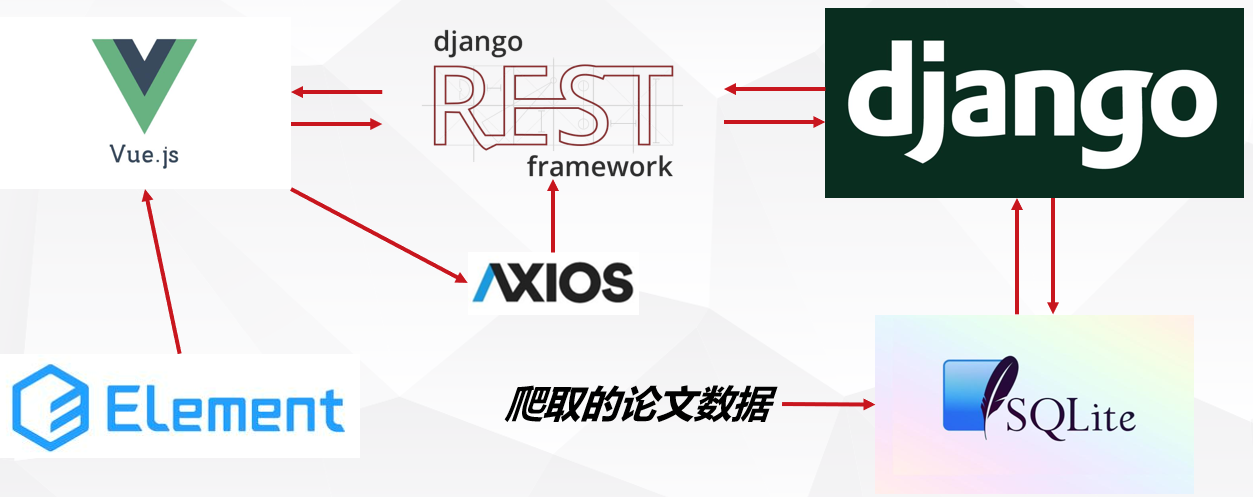 Vue.js
django
REST
framework
django
AXIOS
Element
爬取的论文数据
SQLite